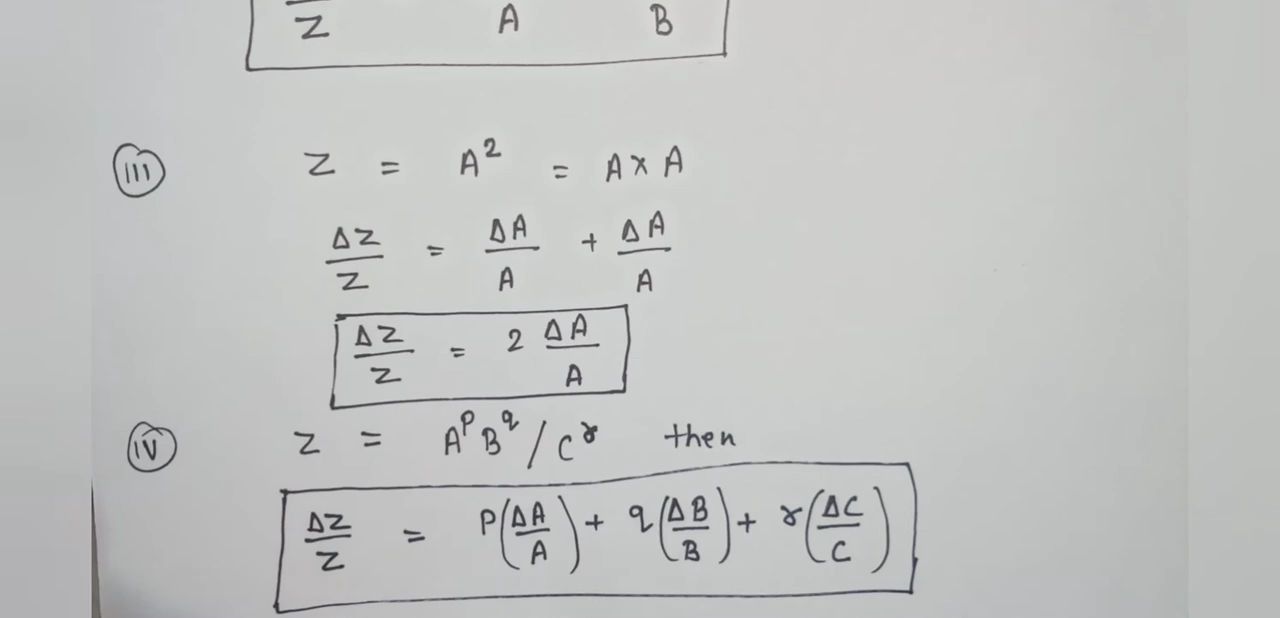 Z A B
(III) Z = A² = A × A
ΔZ/Z = ΔA/A + ΔA/A
ΔZ/Z = 2 ΔA/A
(IV) Z = A^p B^q / C^r then
ΔZ/Z = p(ΔA/A) + q(ΔB/B) + r(ΔC/C)